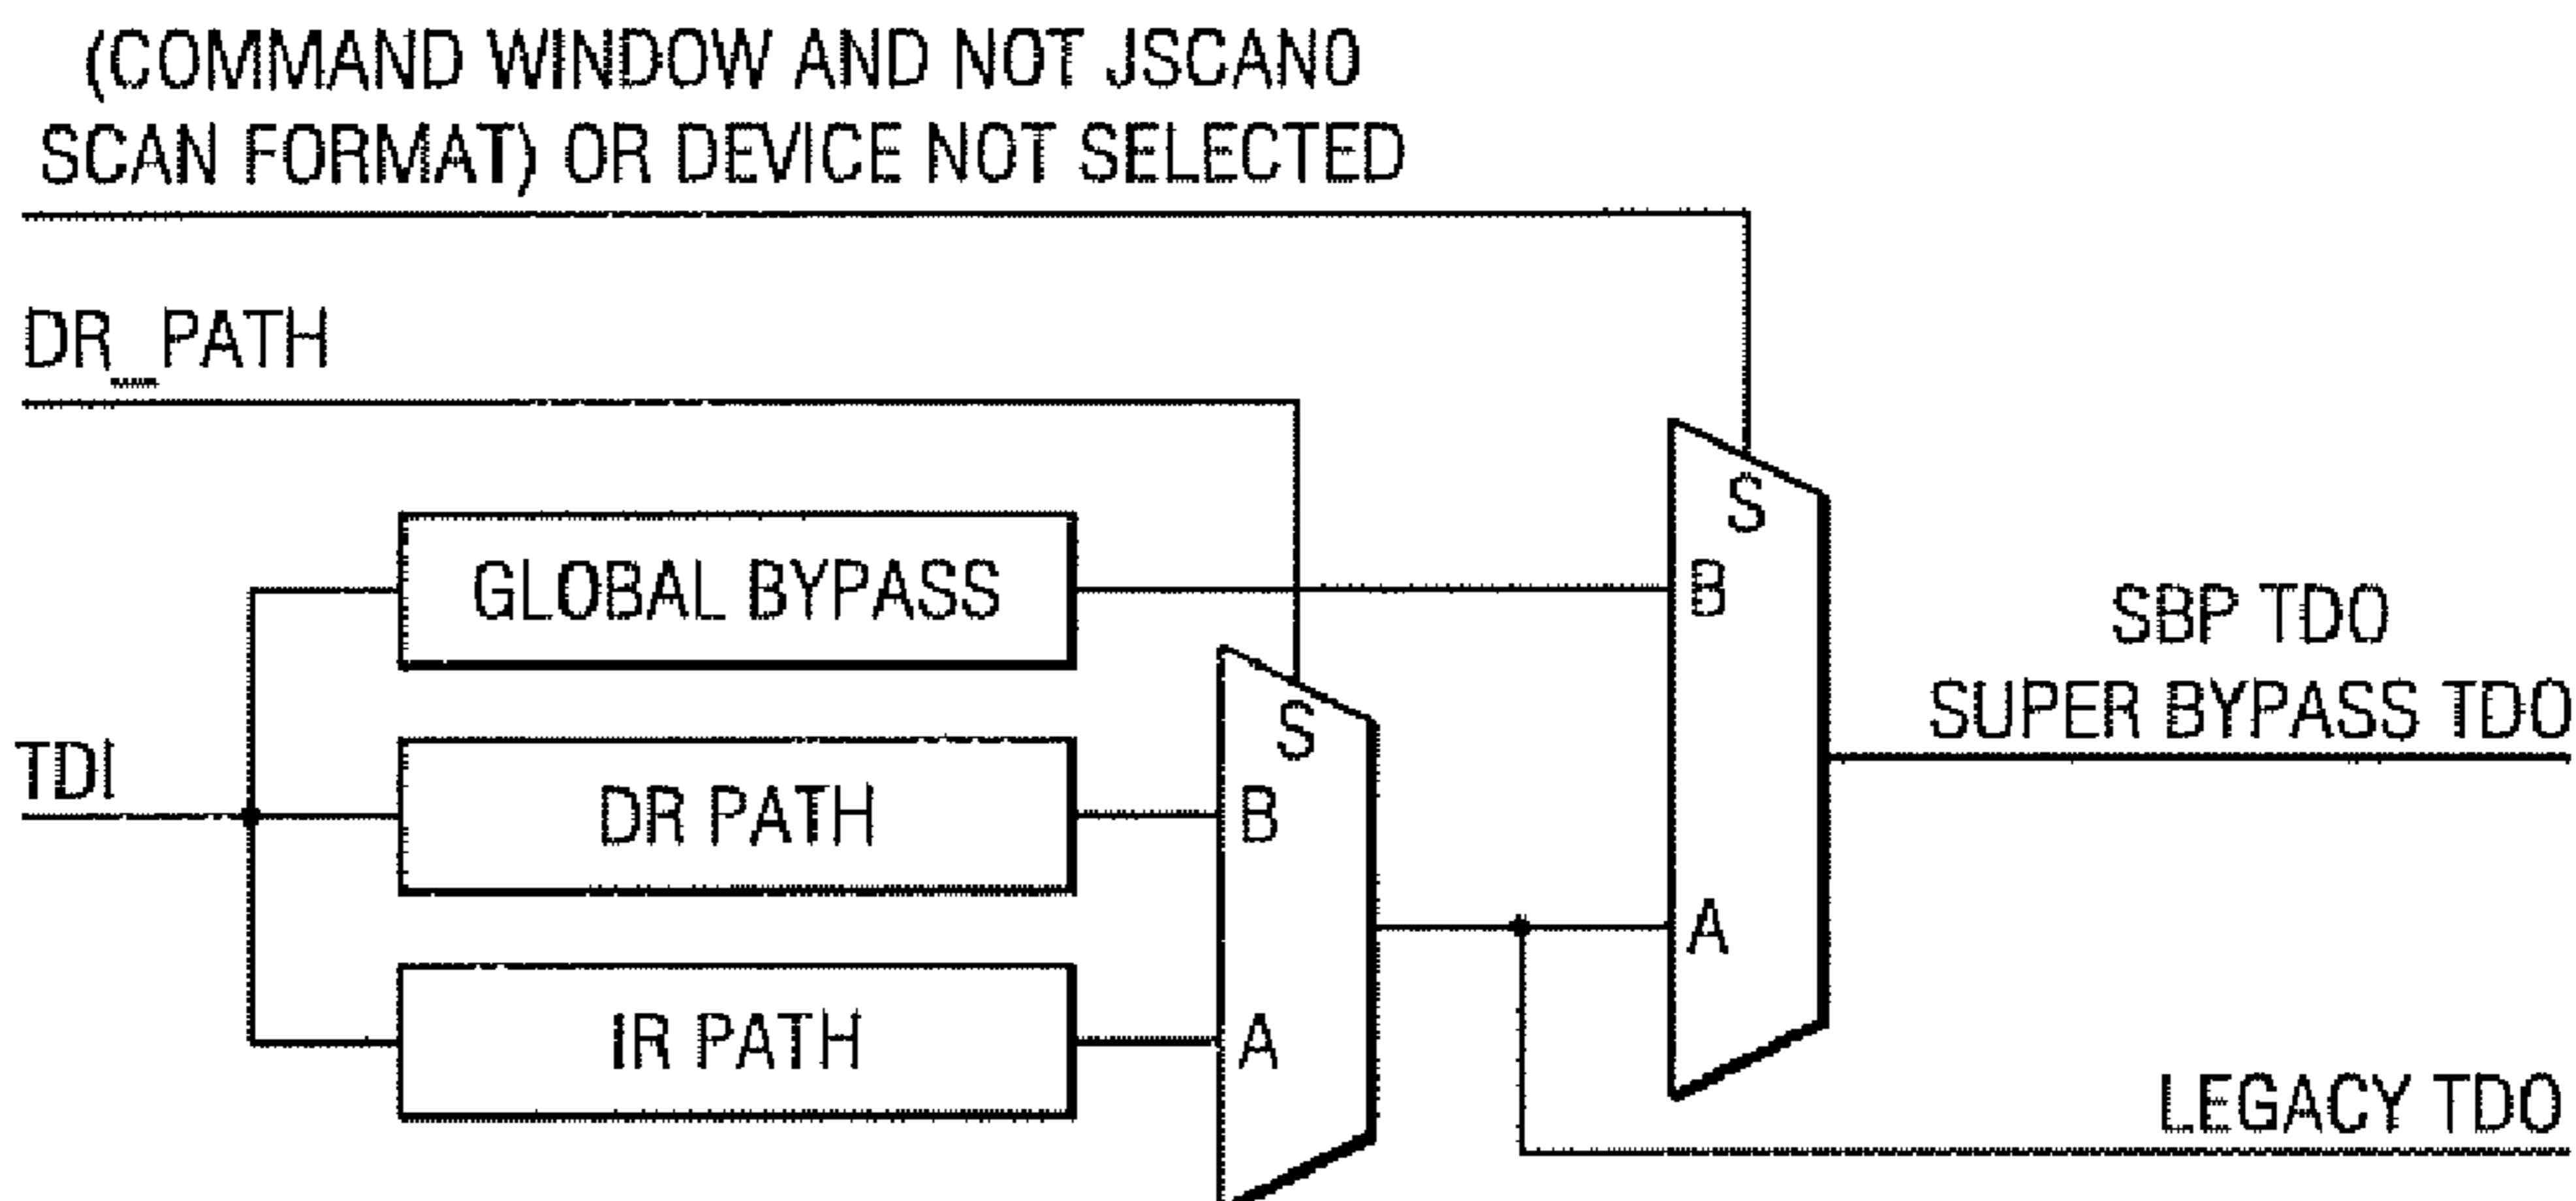 (COMMAND WINDOW AND NOT JSCAN0
SCAN FORMAT) OR DEVICE NOT SELECTED
DR_PATH
S
GLOBAL BYPASS
B
SBP TDO
SUPER BYPASS TDO
S
TDI
DR PATH
B
A
IR PATH
A
LEGACY TDO